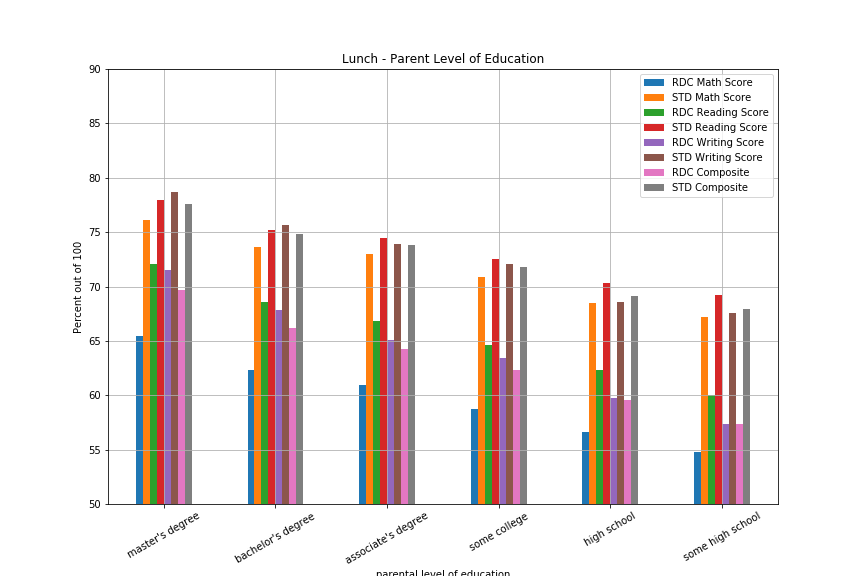 Lunch - Parent Level of Education
RDC Math Score
STD Math Score
RDC Reading Score
STD Reading Score
RDC Writing Score
STD Writing Score
RDC Composite
STD Composite
Percent out of 100
90
85
80
75
70
65
60
55
50
master's degree
bachelor's degree
associate's degree
some college
high school
some high school
parental level of education